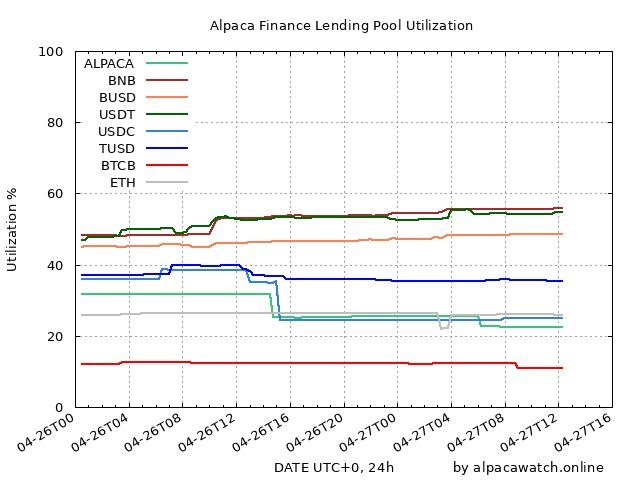 Alpaca Finance Lending Pool Utilization
100
80
60
40
20
0
Utilization %
ALPACA
BNB
BUSD
USDT
USDC
TUSD
BTCB
ETH
04-26T00
04-26T04
04-26T08
04-26T12
04-26T16
04-26T20
04-27T00
04-27T04
04-27T08
04-27T12
04-27T16
DATE UTC+0, 24h
by alpacawatch.online